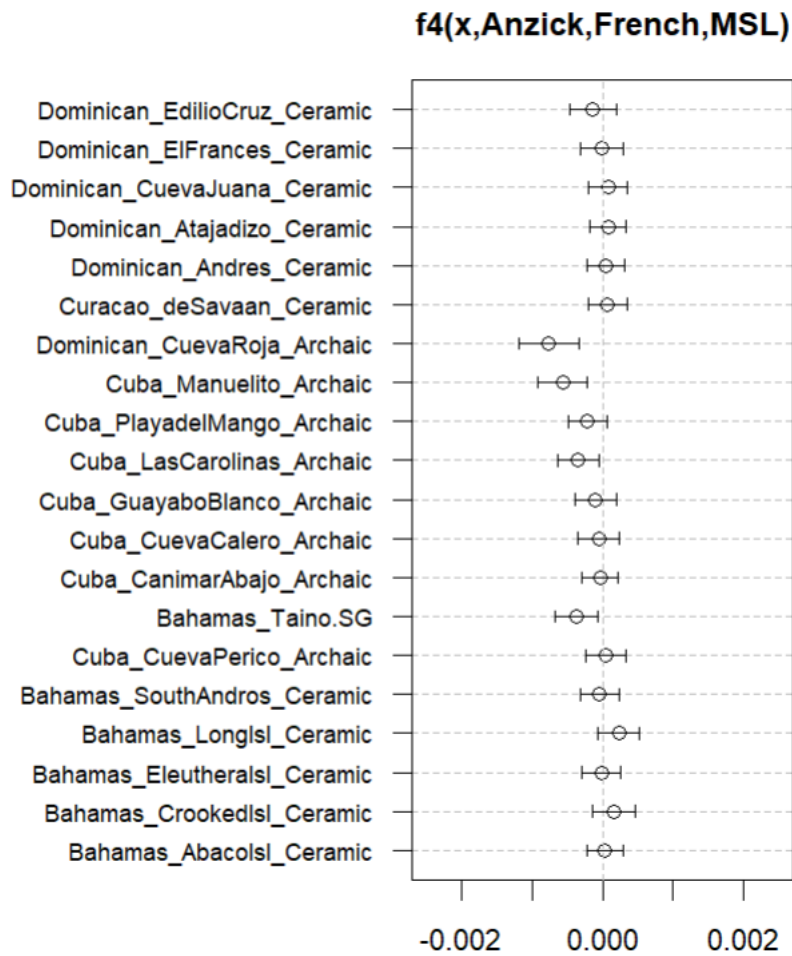 f4(x,Anzick,French,MSL)
Dominican_EdilioCruz_Ceramic
Dominican_ElFrances_Ceramic
Dominican_CuevaJuana_Ceramic
Dominican_Atajadizo_Ceramic
Dominican_Andres_Ceramic
Curacao_deSavaan_Ceramic
Dominican_CuevaRoja_Archaic
Cuba_Manuelito_Archaic
Cuba_PlayadelMango_Archaic
Cuba_LasCarolinas_Archaic
Cuba_GuayaboBlanco_Archaic
Cuba_CuevaCalero_Archaic
Cuba_CanimarAbajo_Archaic
Bahamas_Taino.SG
Cuba_CuevaPerico_Archaic
Bahamas_SouthAndros_Ceramic
Bahamas_LongIsl_Ceramic
Bahamas_EleutheraIsl_Ceramic
Bahamas_CrookedIsl_Ceramic
Bahamas_AbacoIsl_Ceramic
-0.002 0.000 0.002